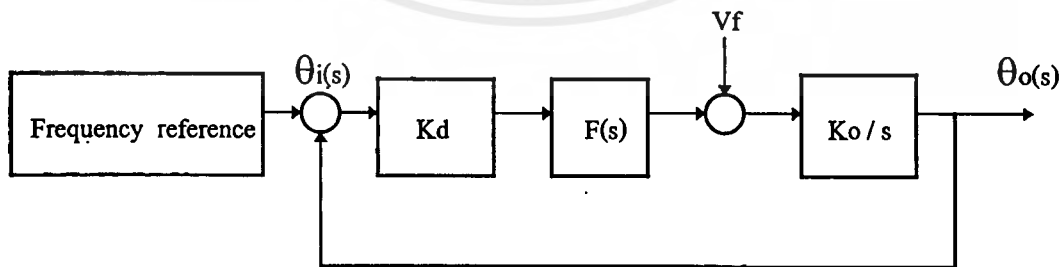 Vf
θi(s)
θo(s)
Frequency reference
Kd
F(s)
Ko / s